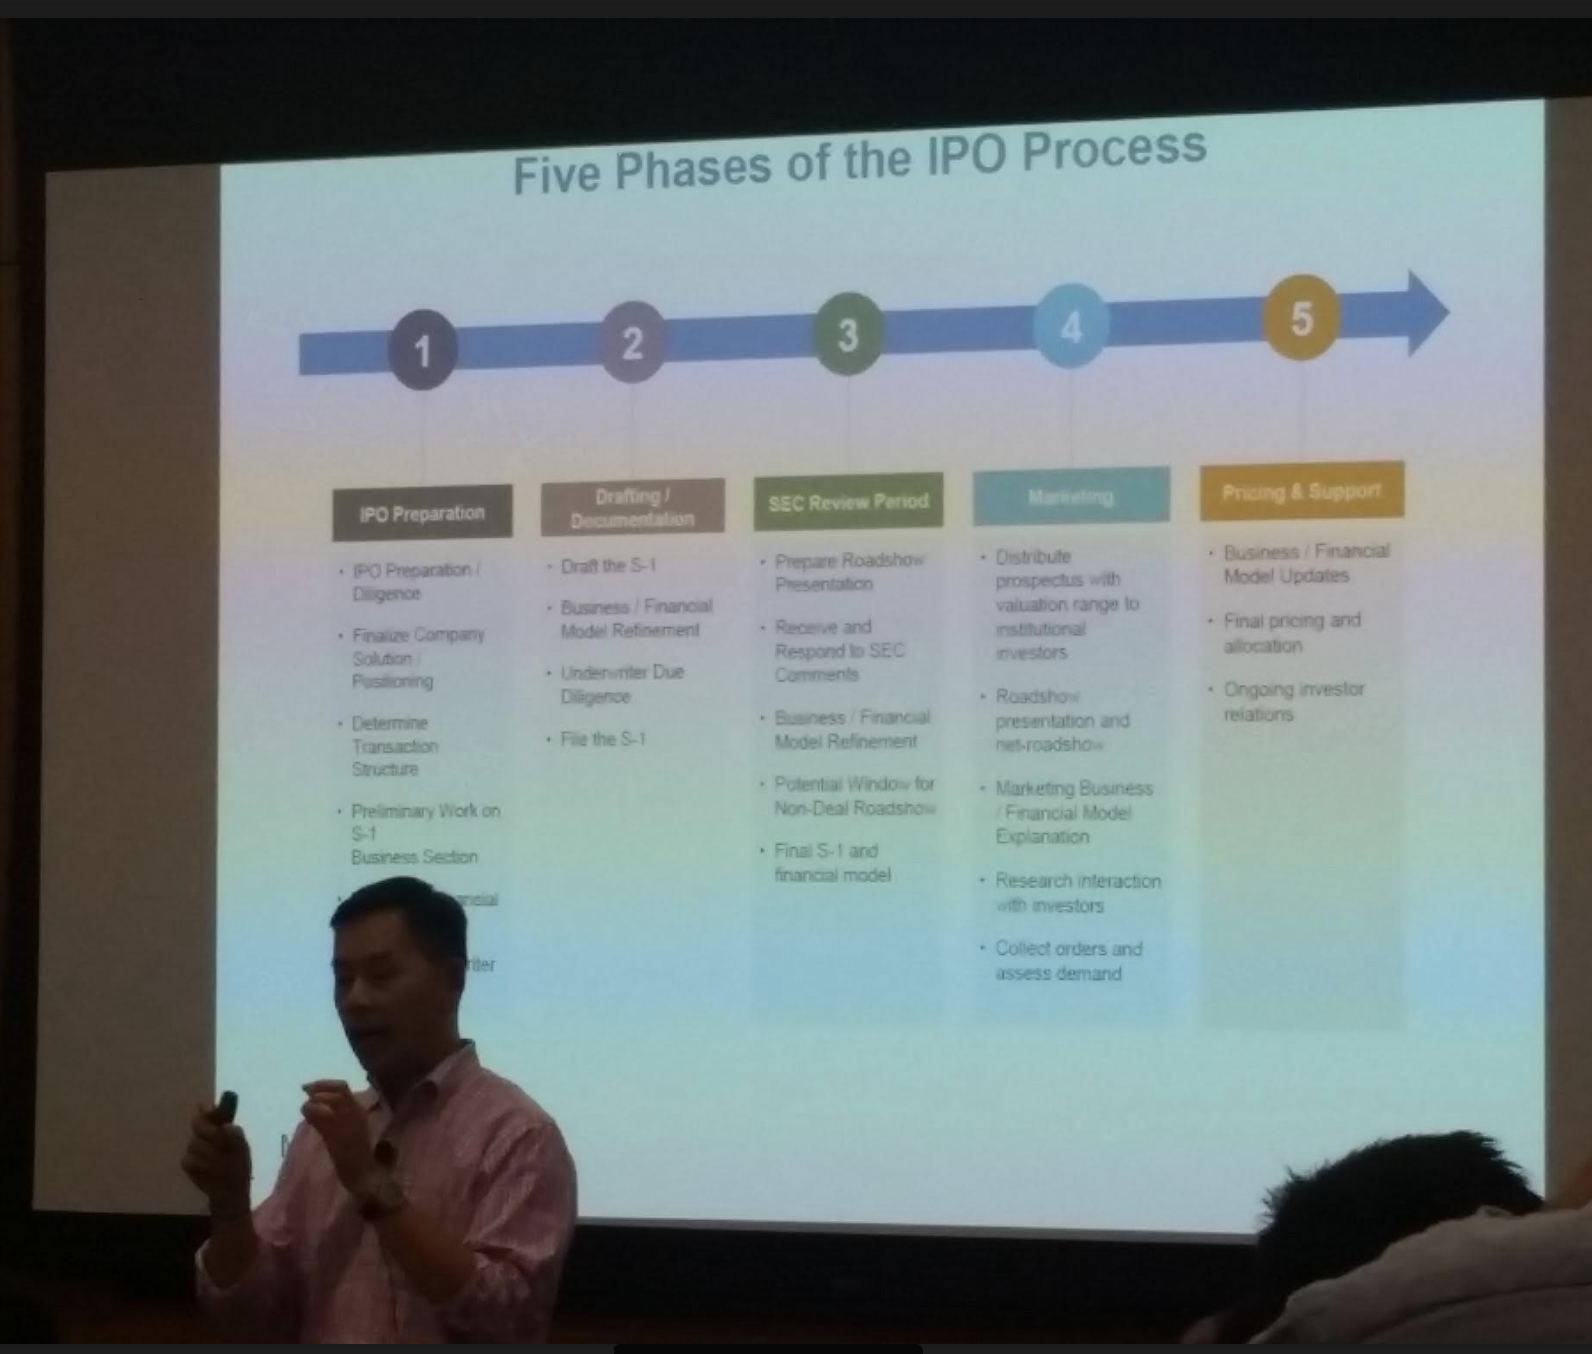 Five Phases of the IPO Process
1
2
3
4
5
IPO Preparation
• IPO Preparation /
Diligence
• Finalize Company
Solution /
Positioning
• Determine
Transaction
Structure
• Preliminary Work on
S-1
Business Section
Drafting /
Documentation
• Draft the S-1
• Business / Financial
Model Refinement
• Underwriter Due
Diligence
• File the S-1
SEC Review Period
• Prepare Roadshow
Presentation
• Receive and
Respond to SEC
Comments
• Business / Financial
Model Refinement
• Potential Window for
Non-Deal Roadshow
• Final S-1 and
financial model
Marketing
• Distribute
prospectus with
valuation range to
institutional
investors
• Roadshow
presentation and
net-roadshow
• Marketing Business
/ Financial Model
Explanation
• Research interaction
with investors
• Collect orders and
assess demand
Pricing & Support
• Business / Financial
Model Updates
• Final pricing and
allocation
• Ongoing investor
relations